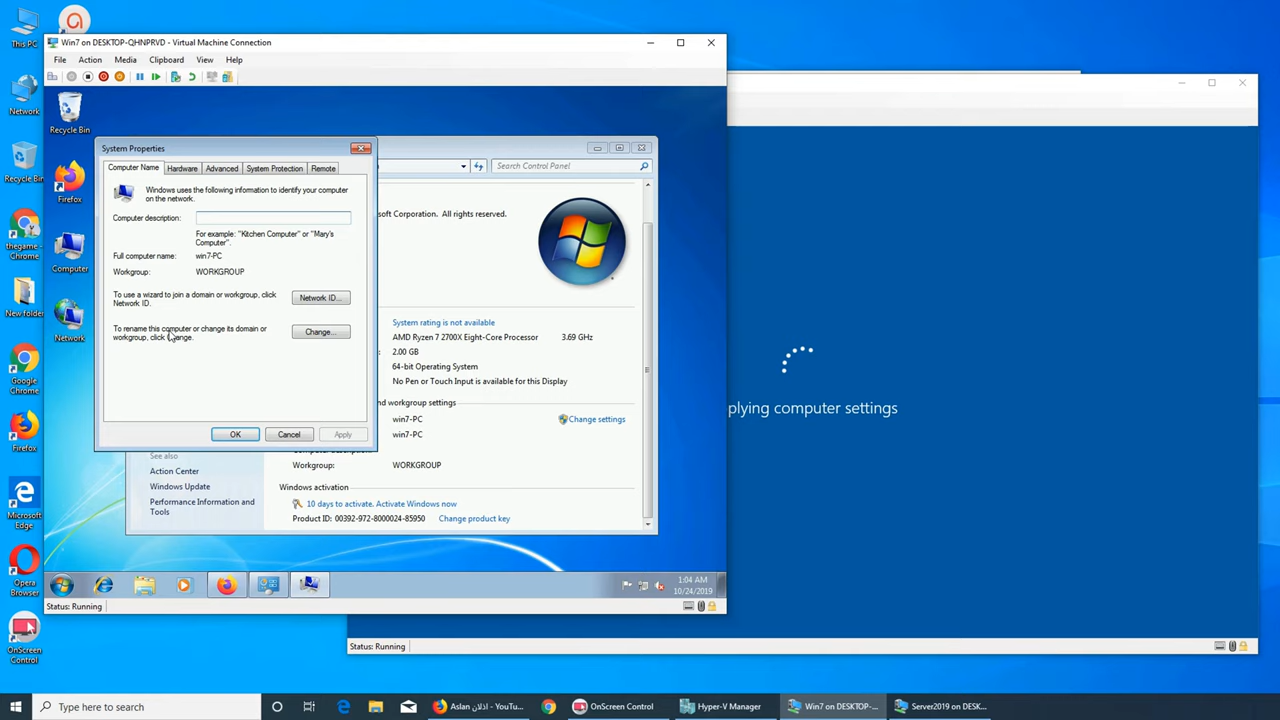 This PC
Network
Recycle Bin
thegame -
Chrome
Computer
New folder
Network
Google
Chrome
Firefox
Microsoft
Edge
Opera
Browser
OnScreen
Control
Win7 on DESKTOP-QHNPRVD - Virtual Machine Connection
File Action Media Clipboard View Help
Recycle Bin
Firefox
System Properties
Computer Name Hardware Advanced System Protection Remote
Windows uses the following information to identify your computer
on the network.
Computer description:
For example: "Kitchen Computer" or "Mary's
Computer".
Full computer name: win7-PC
Workgroup: WORKGROUP
To use a wizard to join a domain or workgroup, click
Network ID.
Network ID...
To rename this computer or change its domain or
workgroup, click Change.
Change...
OK Cancel Apply
Search Control Panel
soft Corporation. All rights reserved.
System rating is not available
AMD Ryzen 7 2700X Eight-Core Processor 3.69 GHz
2.00 GB
64-bit Operating System
No Pen or Touch Input is available for this Display
and workgroup settings
win7-PC
Change settings
win7-PC
Workgroup: WORKGROUP
Windows activation
10 days to activate. Activate Windows now
Product ID: 00392-972-8000024-85950 Change product key
See also
Action Center
Windows Update
Performance Information and
Tools
1:04 AM
10/24/2019
Status: Running
plying computer settings
Status: Running
Type here to search
Aslan اذلان - YouTu...
OnScreen Control
Hyper-V Manager
Win7 on DESKTOP-...
Server2019 on DESK...